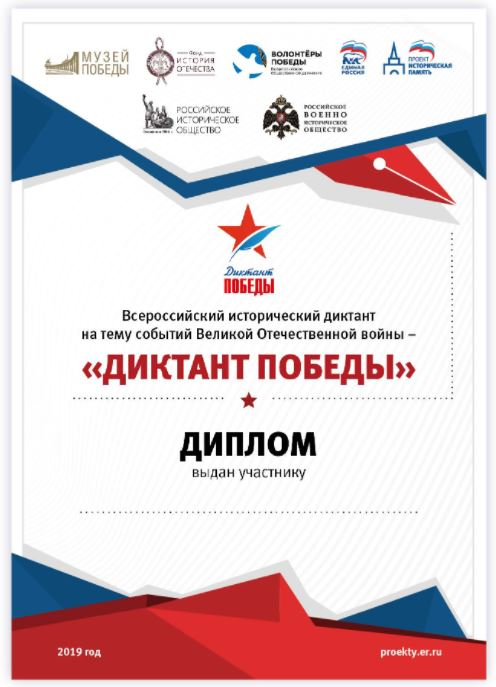 МУЗЕЙ
ПОБЕДЫ
Фонд
ИСТОРИЯ
ОТЕЧЕСТВА
ВОЛОНТЁРЫ
ПОБЕДЫ
ЕДИНАЯ
РОССИЯ
ПРОЕКТ
ИСТОРИЧЕСКАЯ
ПАМЯТЬ
РОССИЙСКОЕ
ИСТОРИЧЕСКОЕ
ОБЩЕСТВО
РОССИЙСКОЕ
ВОЕННО
ИСТОРИЧЕСКОЕ
ОБЩЕСТВО
Диктант
ПОБЕДЫ
Всероссийский исторический диктант
на тему событий Великой Отечественной войны –
«ДИКТАНТ ПОБЕДЫ»
ДИПЛОМ
выдан участнику
2019 год
proekty.er.ru